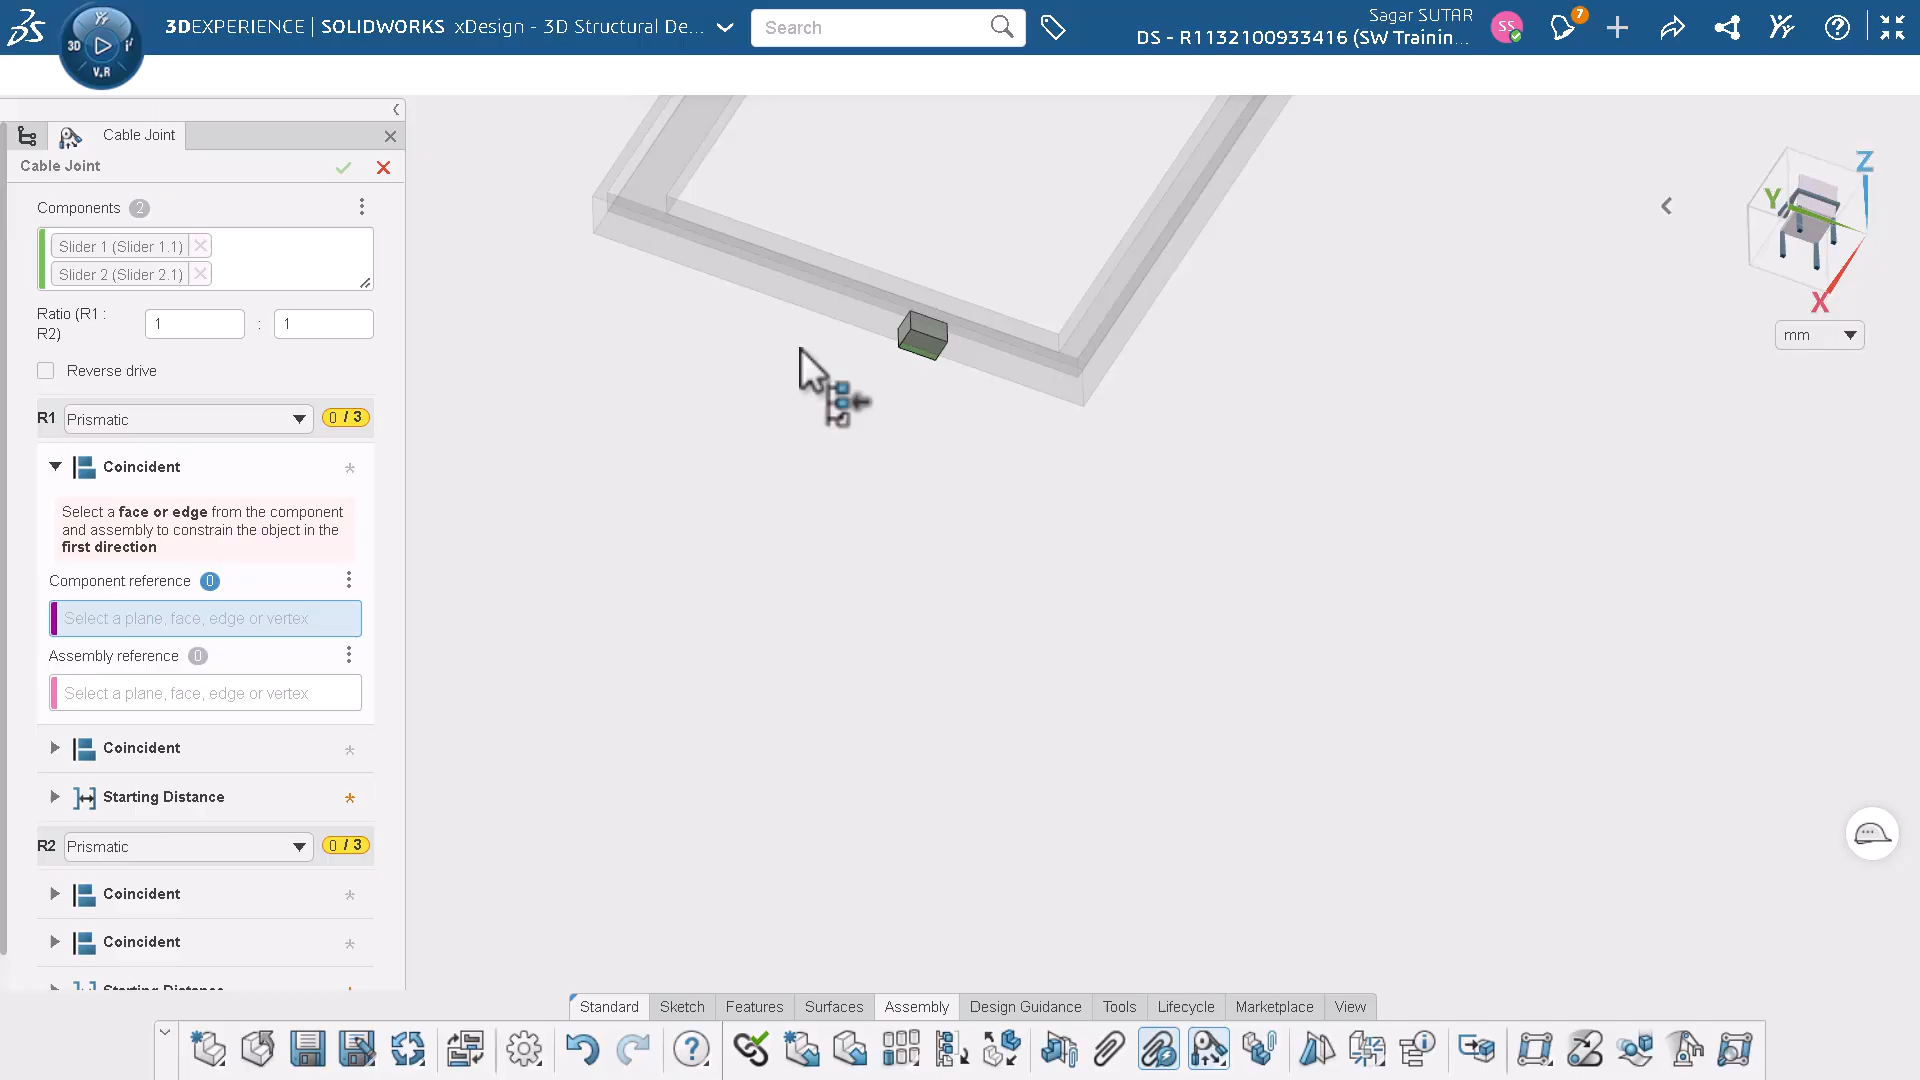 3DEXPERIENCE | SOLIDWORKS xDesign - 3D Structural De...
Search
Sagar SUTAR
DS - R1132100933416 (SW Trainin...
SS
7
3D
V.R
Cable Joint
Cable Joint
Components 2
Slider 1 (Slider 1.1)
Slider 2 (Slider 2.1)
Ratio (R1 :
R2)
1 : 1
Reverse drive
R1 Prismatic 0 / 3
Coincident *
Select a face or edge from the component
and assembly to constrain the object in the
first direction
Component reference 0
Select a plane, face, edge or vertex
Assembly reference 0
Select a plane, face, edge or vertex
Coincident *
Starting Distance *
R2 Prismatic 0 / 3
Coincident *
Coincident *
Starting Distance
Z
Y
X
mm
Standard Sketch Features Surfaces Assembly Design Guidance Tools Lifecycle Marketplace View